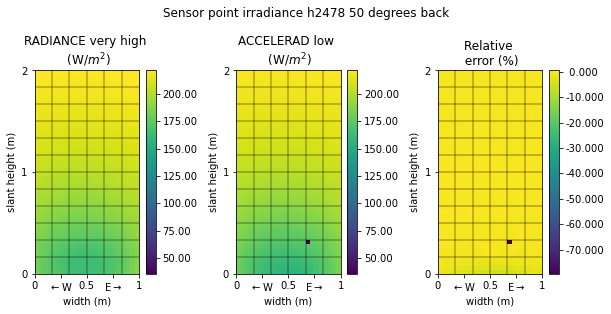 Sensor point irradiance h2478 50 degrees back
RADIANCE very high
(W/m²)
ACCELERAD low
(W/m²)
Relative
error (%)
2
1
0
slant height (m)
0
←W
0.5
E→
1
width (m)
200.00
175.00
150.00
125.00
100.00
75.00
50.00
2
1
0
slant height (m)
0
←W
0.5
E→
1
width (m)
200.00
175.00
150.00
125.00
100.00
75.00
50.00
2
1
0
slant height (m)
0
←W
0.5
E→
1
width (m)
0.000
-10.000
-20.000
-30.000
-40.000
-50.000
-60.000
-70.000